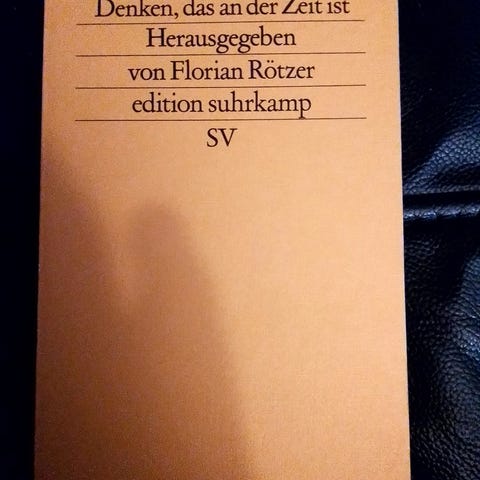 Denken, das an der Zeit ist
Herausgegeben
von Florian Rötzer
edition suhrkamp
SV